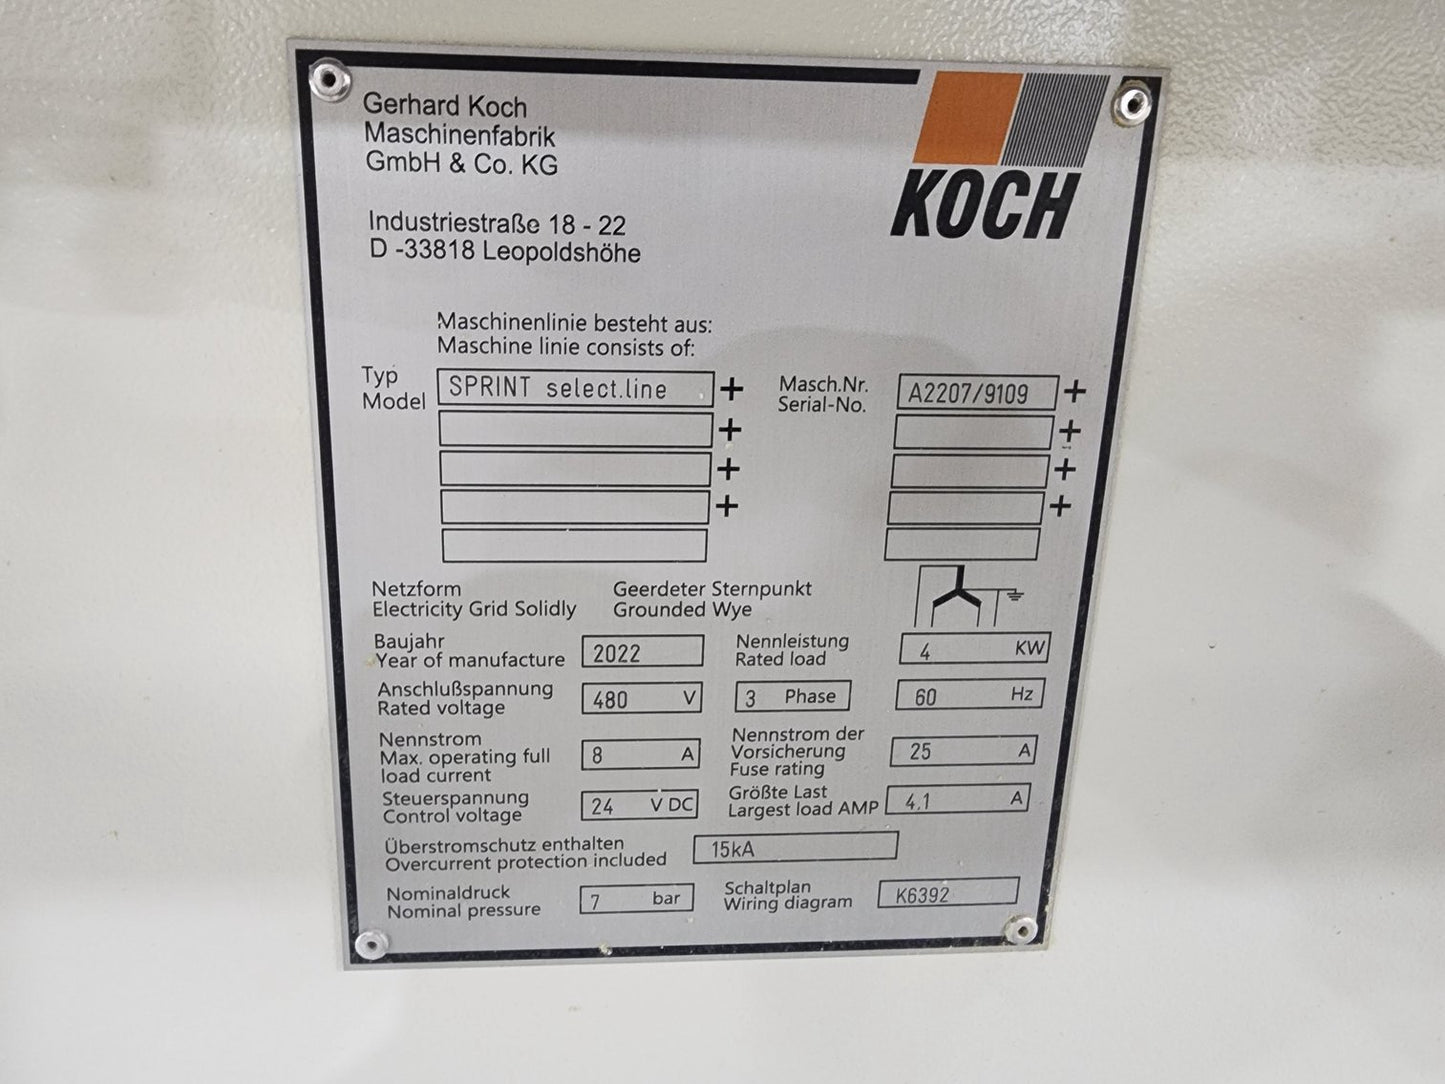 Gerhard Koch
Maschinenfabrik
GmbH & Co. KG
KOCH
Industriestraße 18 - 22
D -33818 Leopoldshöhe
Maschinenlinie besteht aus:
Maschine linie consists of:
Typ
Model
SPRINT select.line +
Masch.Nr.
Serial-No.
A2207/9109 +
+ +
+ +
+ +
Netzform
Electricity Grid Solidly
Geerdeter Sternpunkt
Grounded Wye
Baujahr
Year of manufacture
2022
Nennleistung
Rated load
4 KW
Anschlußspannung
Rated voltage
480 V
3 Phase
60 Hz
Nennstrom
Max. operating full
load current
8 A
Nennstrom der
Vorsicherung
Fuse rating
25 A
Steuerspannung
Control voltage
24 V DC
Größte Last
Largest load AMP
4.1 A
Überstromschutz enthalten
Overcurrent protection included
15kA
Nominaldruck
Nominal pressure
7 bar
Schaltplan
Wiring diagram
K6392